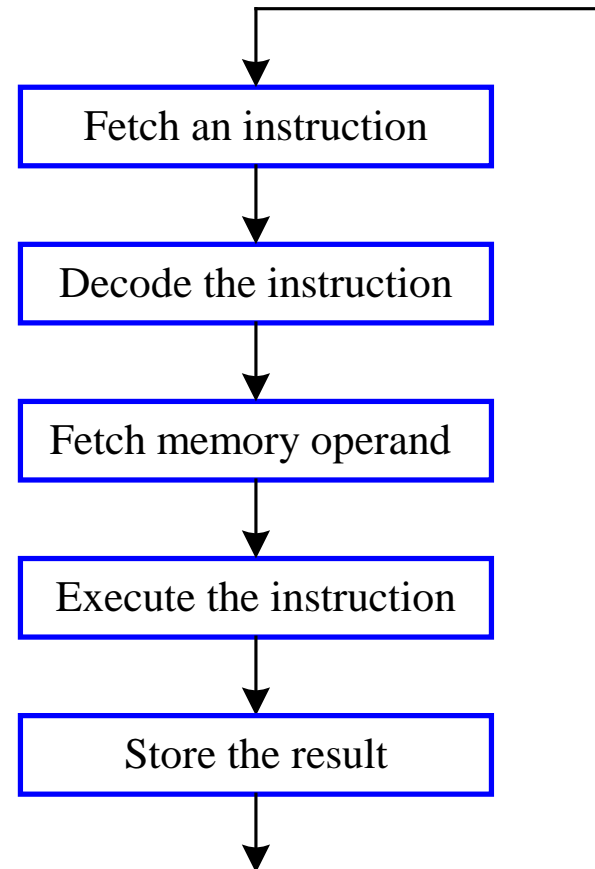 Fetch an instruction
Decode the instruction
Fetch memory operand
Execute the instruction
Store the result